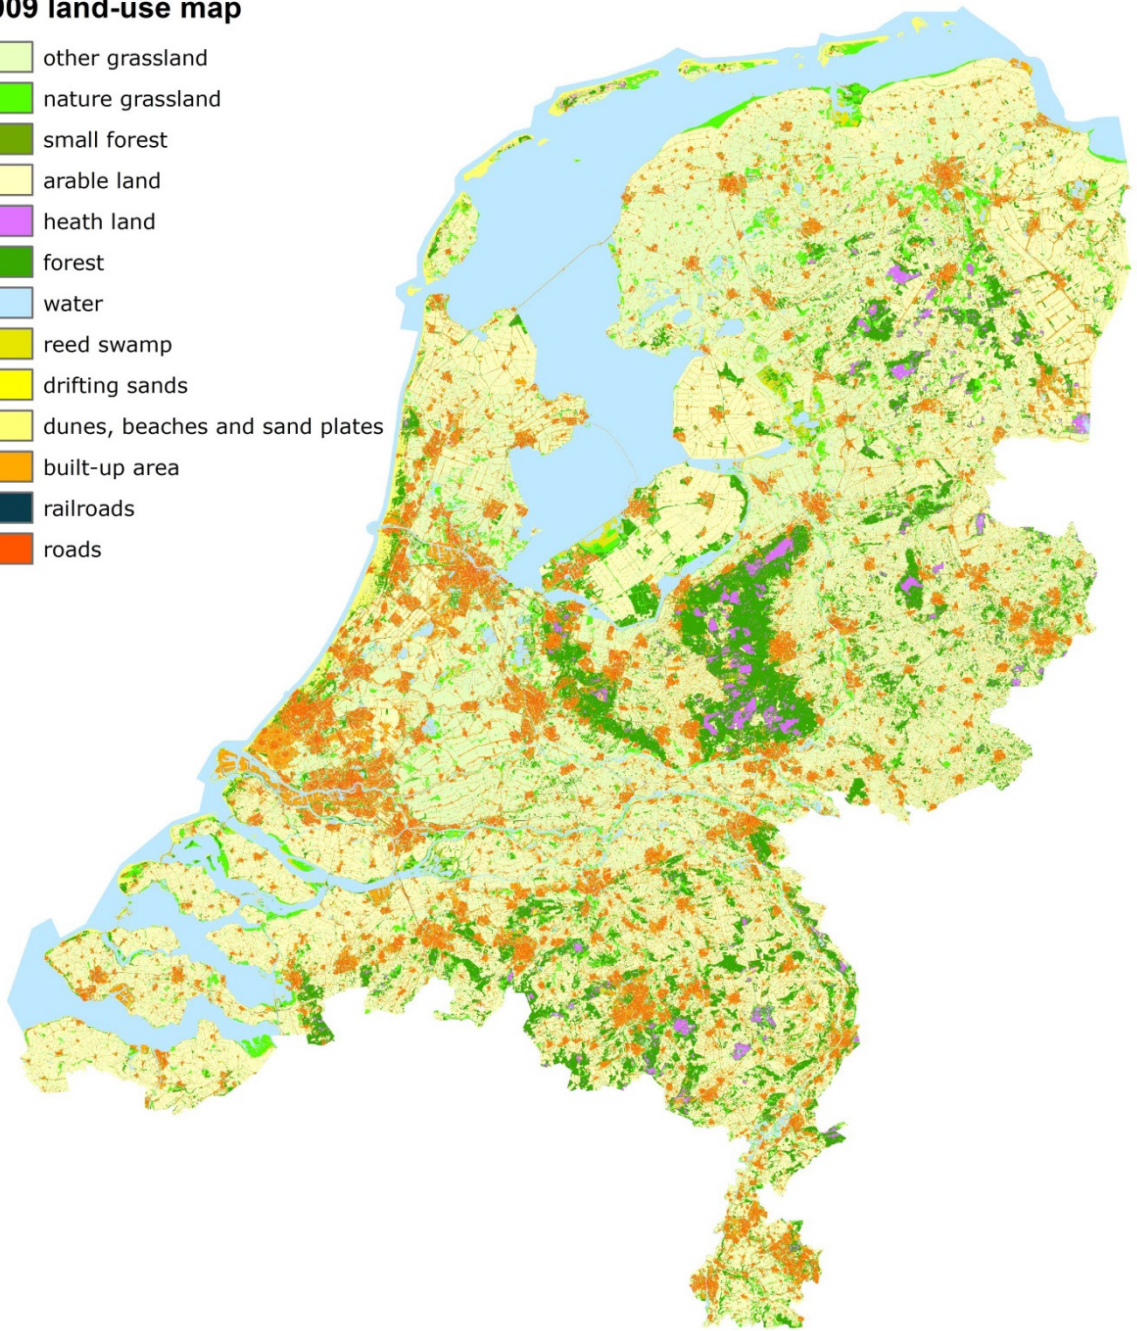 009 land-use map
other grassland
nature grassland
small forest
arable land
heath land
forest
water
reed swamp
drifting sands
dunes, beaches and sand plates
built-up area
railroads
roads